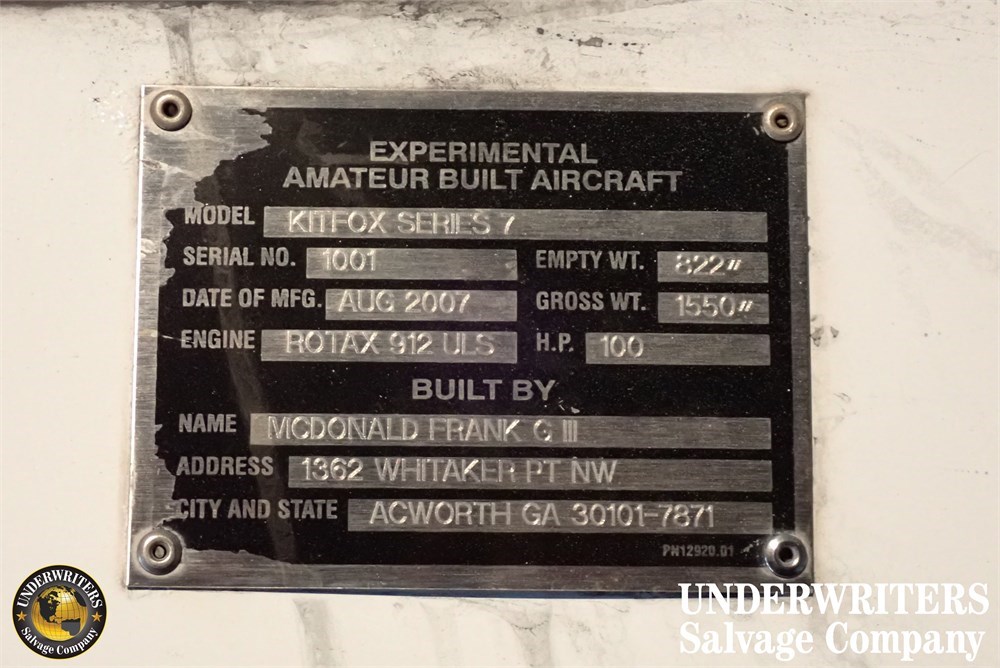 EXPERIMENTAL
AMATEUR BUILT AIRCRAFT
MODEL KITFOX SERIES 7
SERIAL NO. 1001 EMPTY WT. 822#
DATE OF MFG. AUG 2007 GROSS WT. 1550#
ENGINE ROTAX 912 ULS H.P. 100
BUILT BY
NAME MCDONALD FRANK G III
ADDRESS 1362 WHITAKER PT NW
CITY AND STATE ACWORTH GA 30101-7871
PN12920.01
UNDERWRITERS
Salvage Company
UNDERWRITERS
Salvage Company